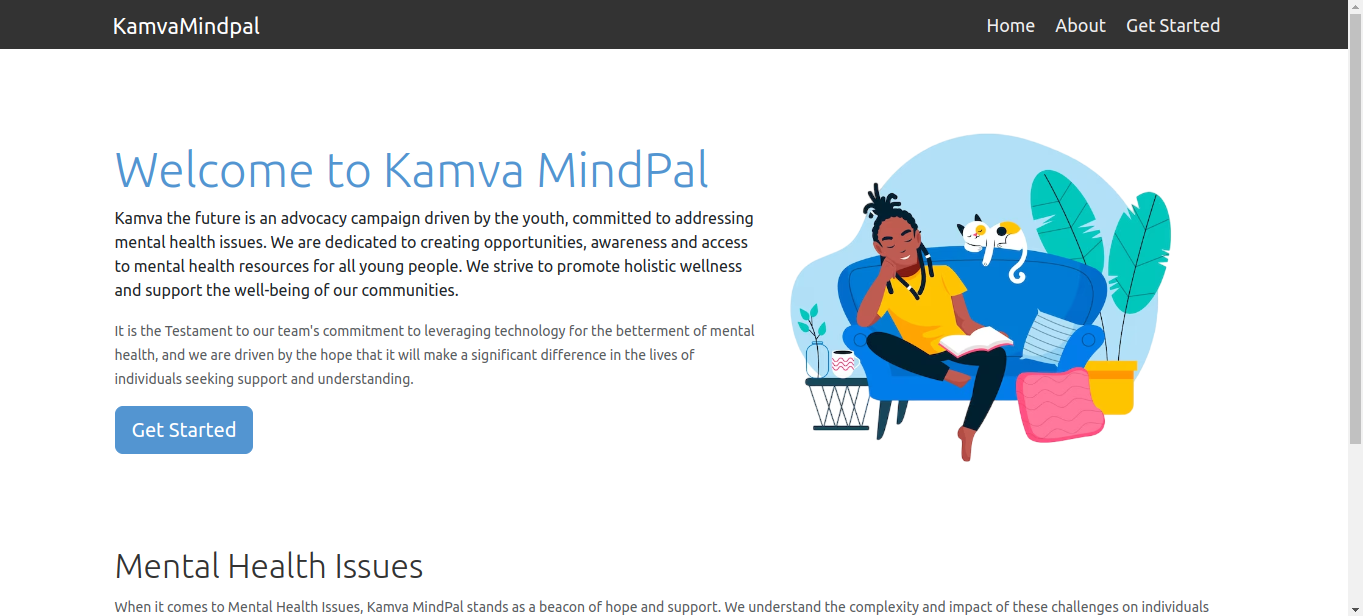 KamvaMindpal
Home About Get Started
Welcome to Kamva MindPal
Kamva the future is an advocacy campaign driven by the youth, committed to addressing
mental health issues. We are dedicated to creating opportunities, awareness and access
to mental health resources for all young people. We strive to promote holistic wellness
and support the well-being of our communities.
It is the Testament to our team's commitment to leveraging technology for the betterment of mental
health, and we are driven by the hope that it will make a significant difference in the lives of
individuals seeking support and understanding.
Get Started
Mental Health Issues
When it comes to Mental Health Issues, Kamva MindPal stands as a beacon of hope and support. We understand the complexity and impact of these challenges on individuals